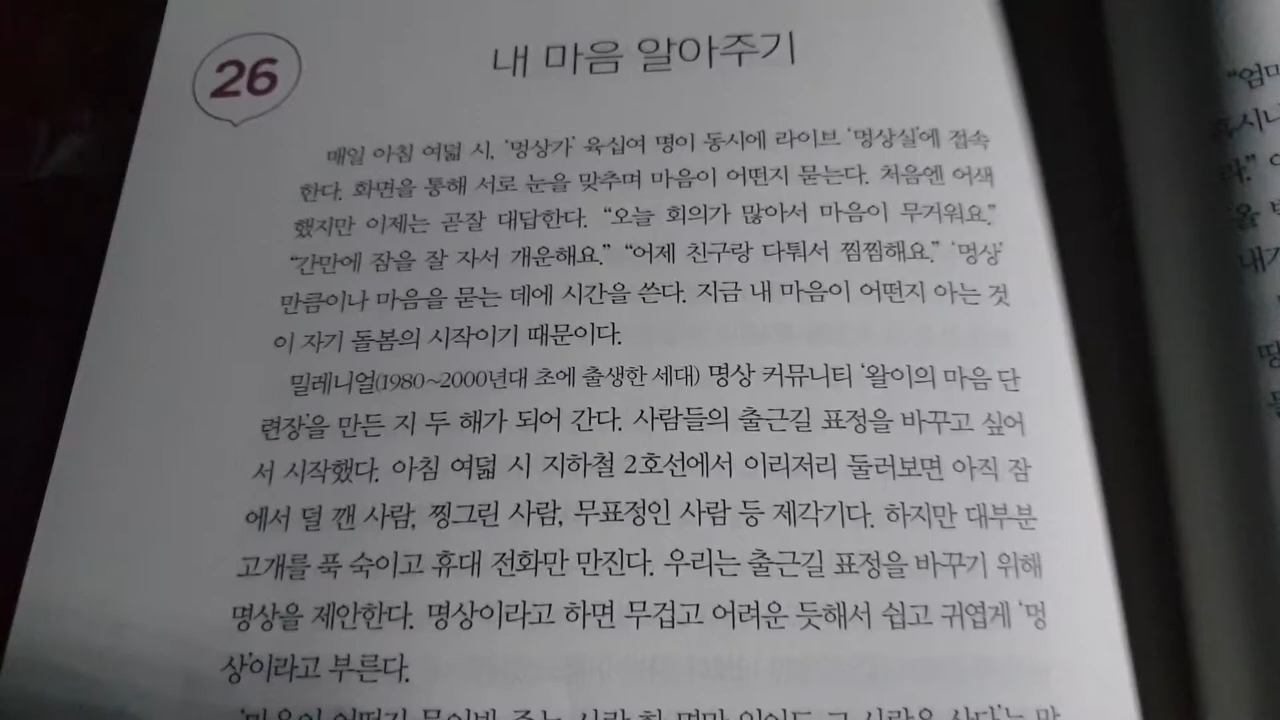 26
내 마음 알아주기
매일 아침 여덟 시, ‘멍상가’ 육십여 명이 동시에 라이브 ‘멍상실’에 접속
한다. 화면을 통해 서로 눈을 맞추며 마음이 어떤지 묻는다. 처음엔 어색
했지만 이제는 곧잘 대답한다. “오늘 회의가 많아서 마음이 무거워요.”
“간만에 잠을 잘 자서 개운해요.” “어제 친구랑 다퉈서 찜찜해요.” ‘멍상’
만큼이나 마음을 묻는 데에 시간을 쓴다. 지금 내 마음이 어떤지 아는 것
이 자기 돌봄의 시작이기 때문이다.
밀레니얼(1980~2000년대 초에 출생한 세대) 명상 커뮤니티 ‘왈이의 마음 단
련장’을 만든 지 두 해가 되어 간다. 사람들의 출근길 표정을 바꾸고 싶어
서 시작했다. 아침 여덟 시 지하철 2호선에서 이리저리 둘러보면 아직 잠
에서 덜 깬 사람, 찡그린 사람, 무표정인 사람 등 제각기다. 하지만 대부분
고개를 푹 숙이고 휴대 전화만 만진다. 우리는 출근길 표정을 바꾸기 위해
명상을 제안한다. 명상이라고 하면 무겁고 어려운 듯해서 쉽고 귀엽게 ‘멍
상’이라고 부른다.